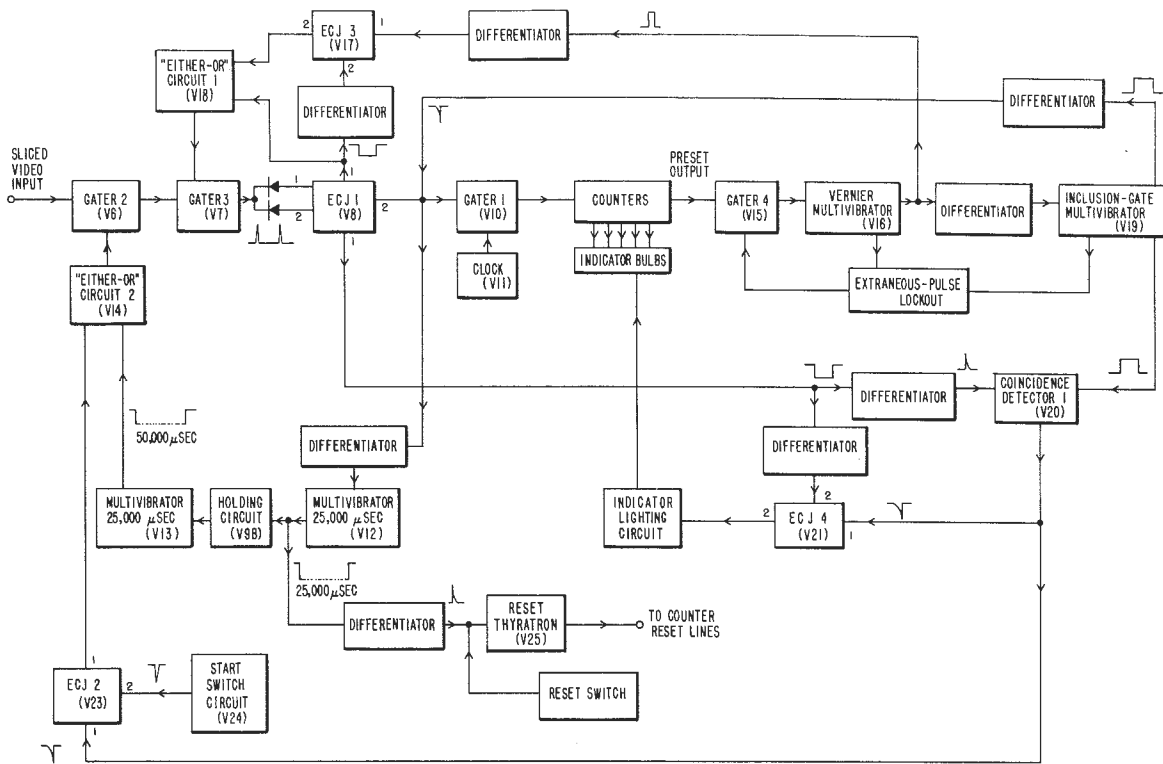 2
ECJ 3
(V17)
1
2
DIFFERENTIATOR
"EITHER-OR"
CIRCUIT 1
(V18)
DIFFERENTIATOR
DIFFERENTIATOR
SLICED
VIDEO
INPUT
GATER 2
(V6)
GATER 3
(V7)
1
2
1
ECJ 1
(V8)
2
1
GATER 1
(V10)
CLOCK
(V11)
COUNTERS
INDICATOR BULBS
PRESET
OUTPUT
GATER 4
(V15)
VERNIER
MULTIVIBRATOR
(V16)
DIFFERENTIATOR
INCLUSION-GATE
MULTIVIBRATOR
(V19)
EXTRANEOUS-PULSE
LOCKOUT
"EITHER-OR"
CIRCUIT 2
(V14)
50,000 μSEC
DIFFERENTIATOR
DIFFERENTIATOR
COINCIDENCE
DETECTOR 1
(V20)
DIFFERENTIATOR
MULTIVIBRATOR
25,000 μSEC
(V13)
HOLDING
CIRCUIT
(V9B)
MULTIVIBRATOR
25,000 μSEC
(V12)
INDICATOR
LIGHTING
CIRCUIT
2
2
ECJ 4
(V21)
1
25,000 μSEC
DIFFERENTIATOR
RESET
THYRATRON
(V25)
TO COUNTER
RESET LINES
RESET SWITCH
1
ECJ 2
(V23)
2
1
START
SWITCH
CIRCUIT
(V24)